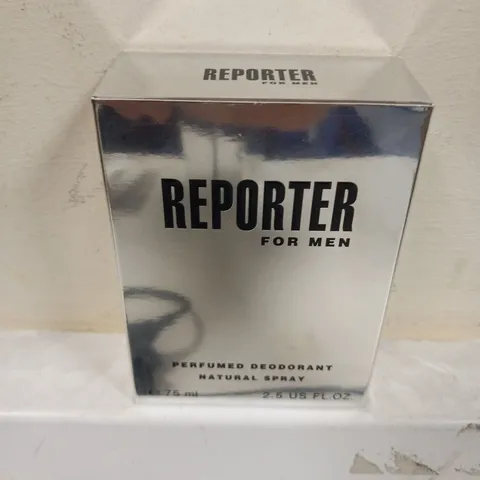 REPORTER
FOR MEN
REPORTER
FOR MEN
PERFUMED DEODORANT
NATURAL SPRAY
75 ml 2.5 US FL.OZ.